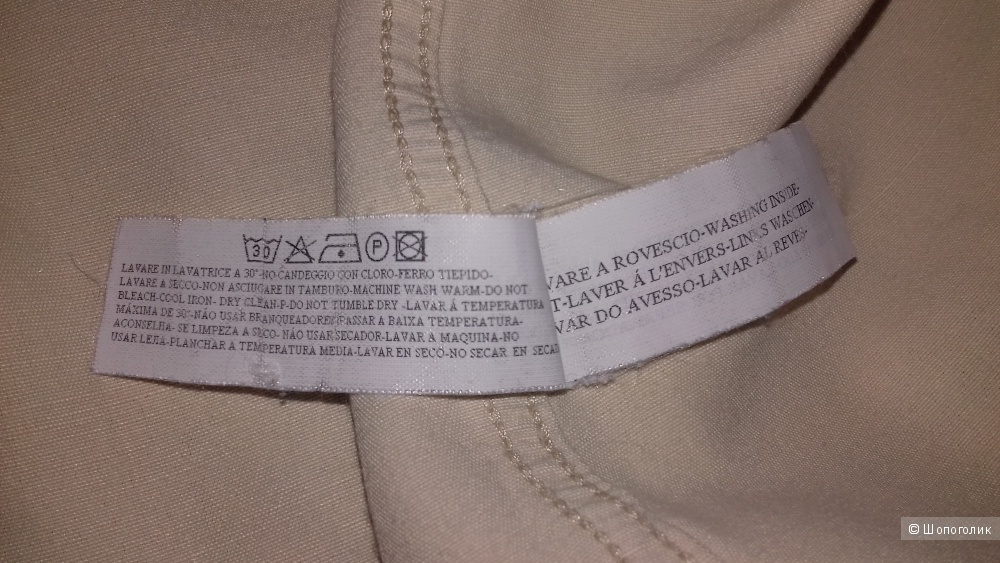 30 P
LAVARE IN LAVATRICE A 30°-NO CANDEGGIO CON CLORO-FERRO TIEPIDO-
LAVARE A SECCO-NON ASCIUGARE IN TAMBURO-MACHINE WASH WARM-DO NOT
BLEACH-COOL IRON- DRY CLEAN-P-DO NOT TUMBLE DRY -LAVAR Á TEMPERATURA
MÁXIMA DE 30°-NÃO USAR BRANQUEADORE PASSAR A BAIXA TEMPERATURA-
ACONSELHA- SE LIMPEZA A SECO- NÃO USAR SECADOR-LAVAR A MAQUINA-NO
USAR LEJIA-PLANCHAR A TEMPERATURA MEDIA-LAVAR EN SECO-NO SECAR EN SECAD
VARE A ROVESCIO-WASHING INSIDE-
T-LAVER Á L'ENVERS-LINKS WASCHEN-
VAR DO AVESSO-LAVAR AL REVES-
© Шопоголик